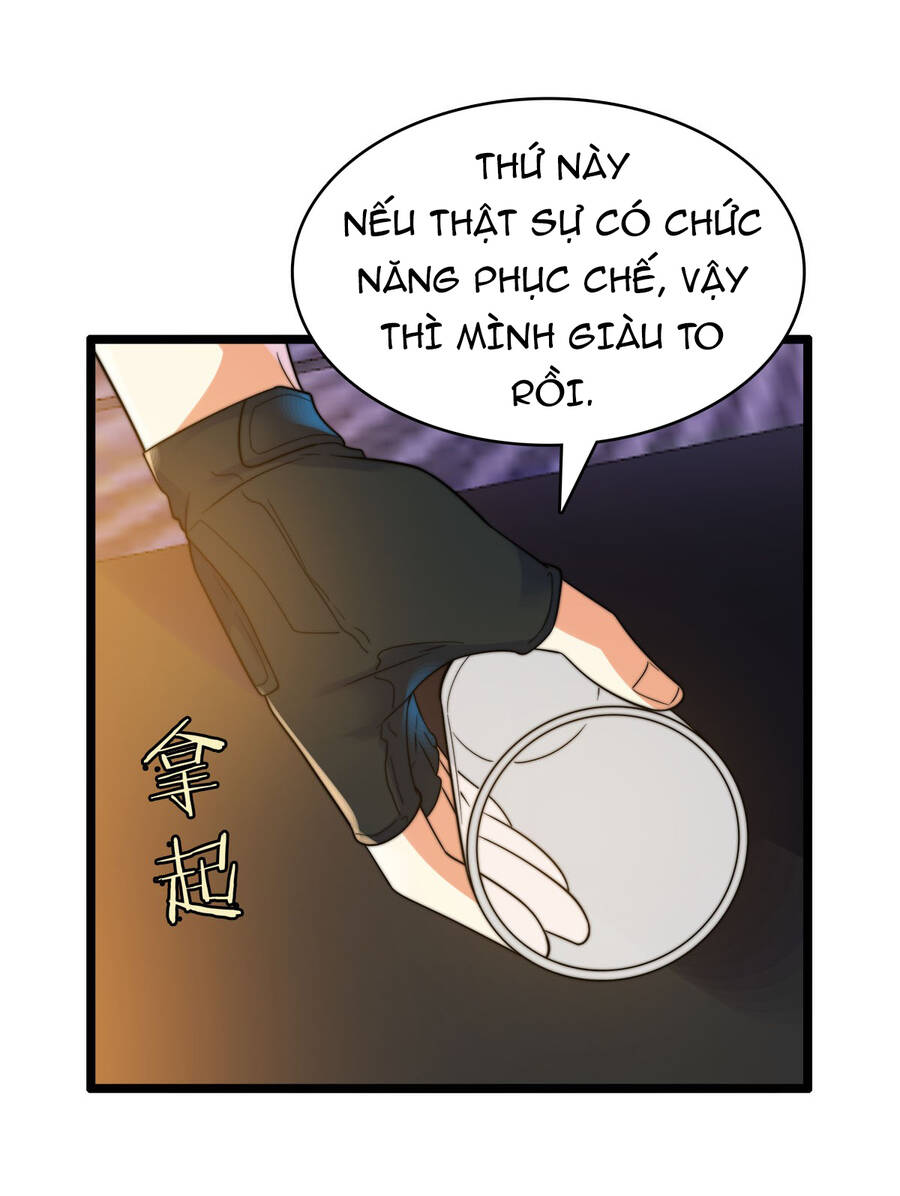 THỨ NÀY
NẾU THẬT SỰ CÓ CHỨC
NĂNG PHỤC CHẾ, VẬY
THÌ MÌNH GIÀU TO
RỒI.
拿
起